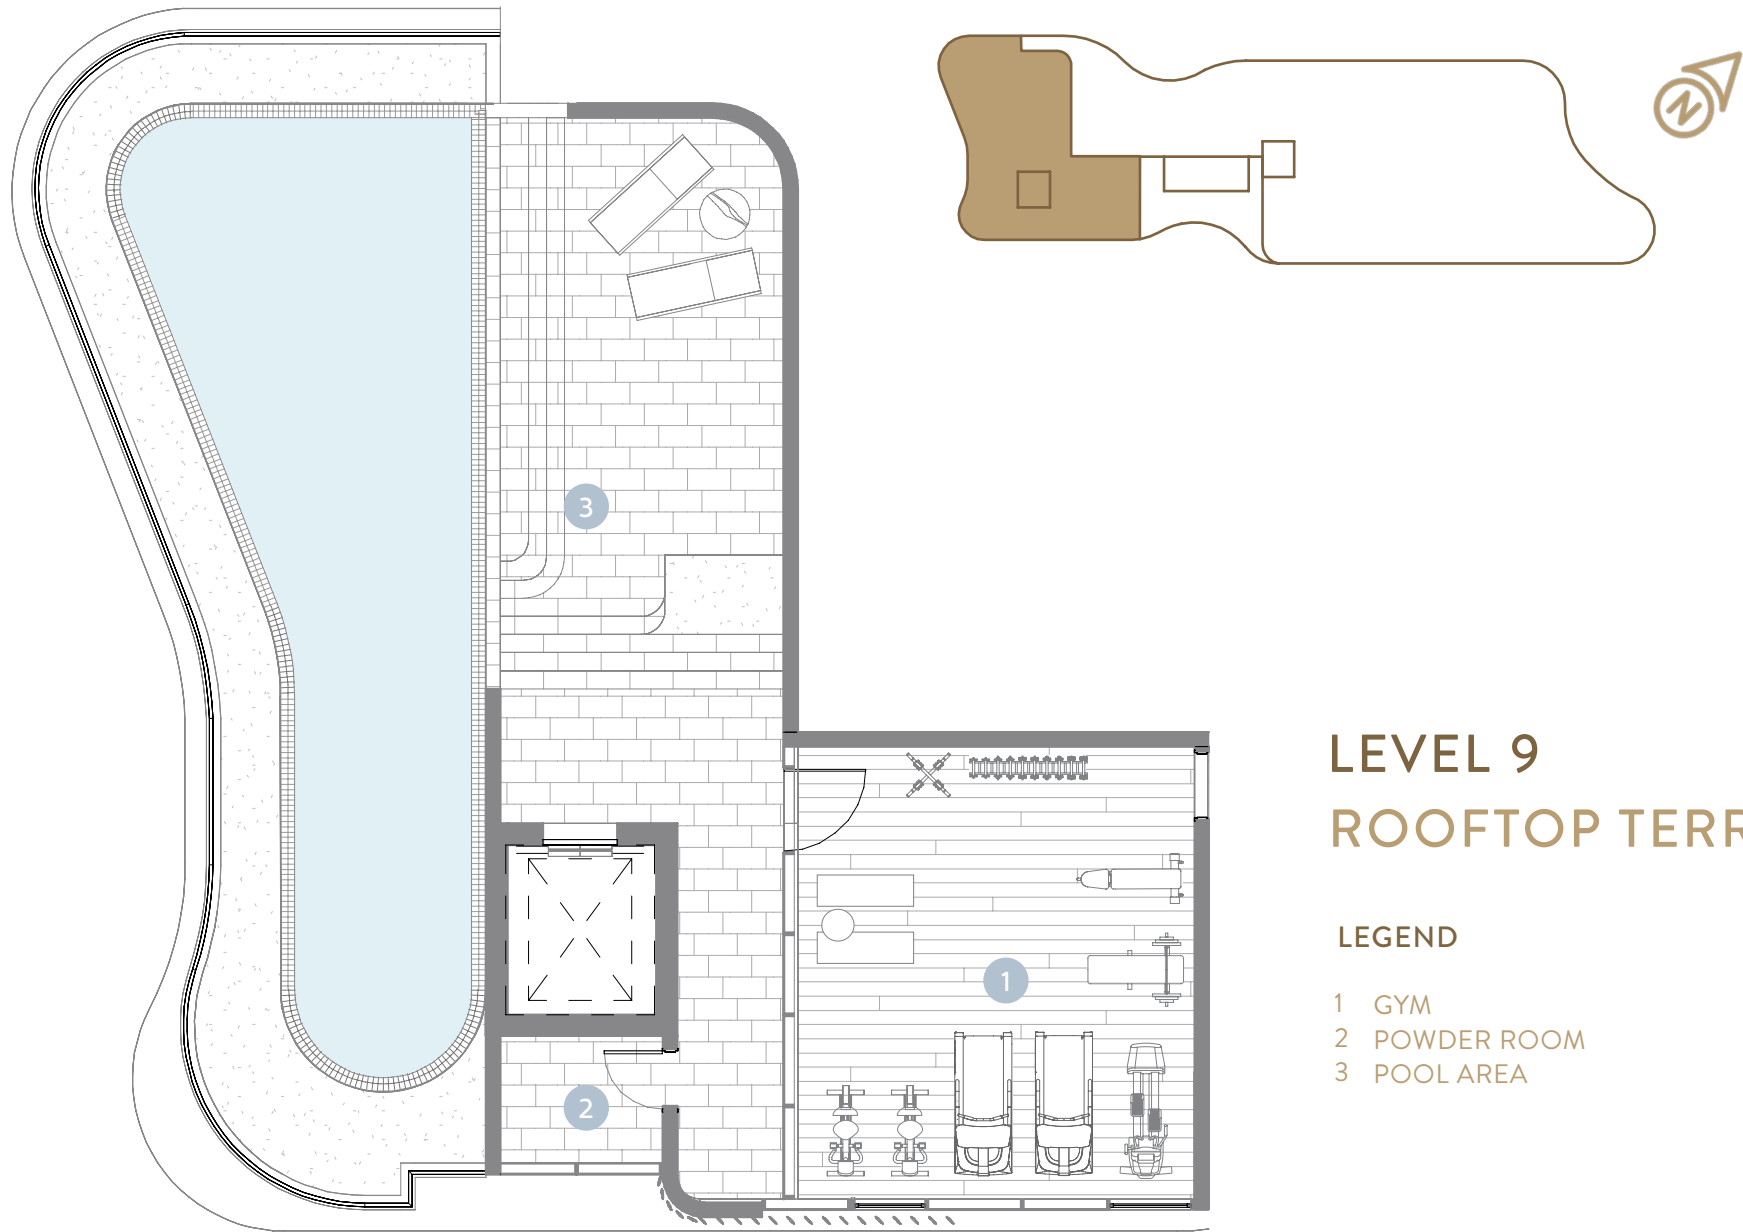 N
3
1
2
LEVEL 9
ROOFTOP TERR
LEGEND
1 GYM
2 POWDER ROOM
3 POOL AREA